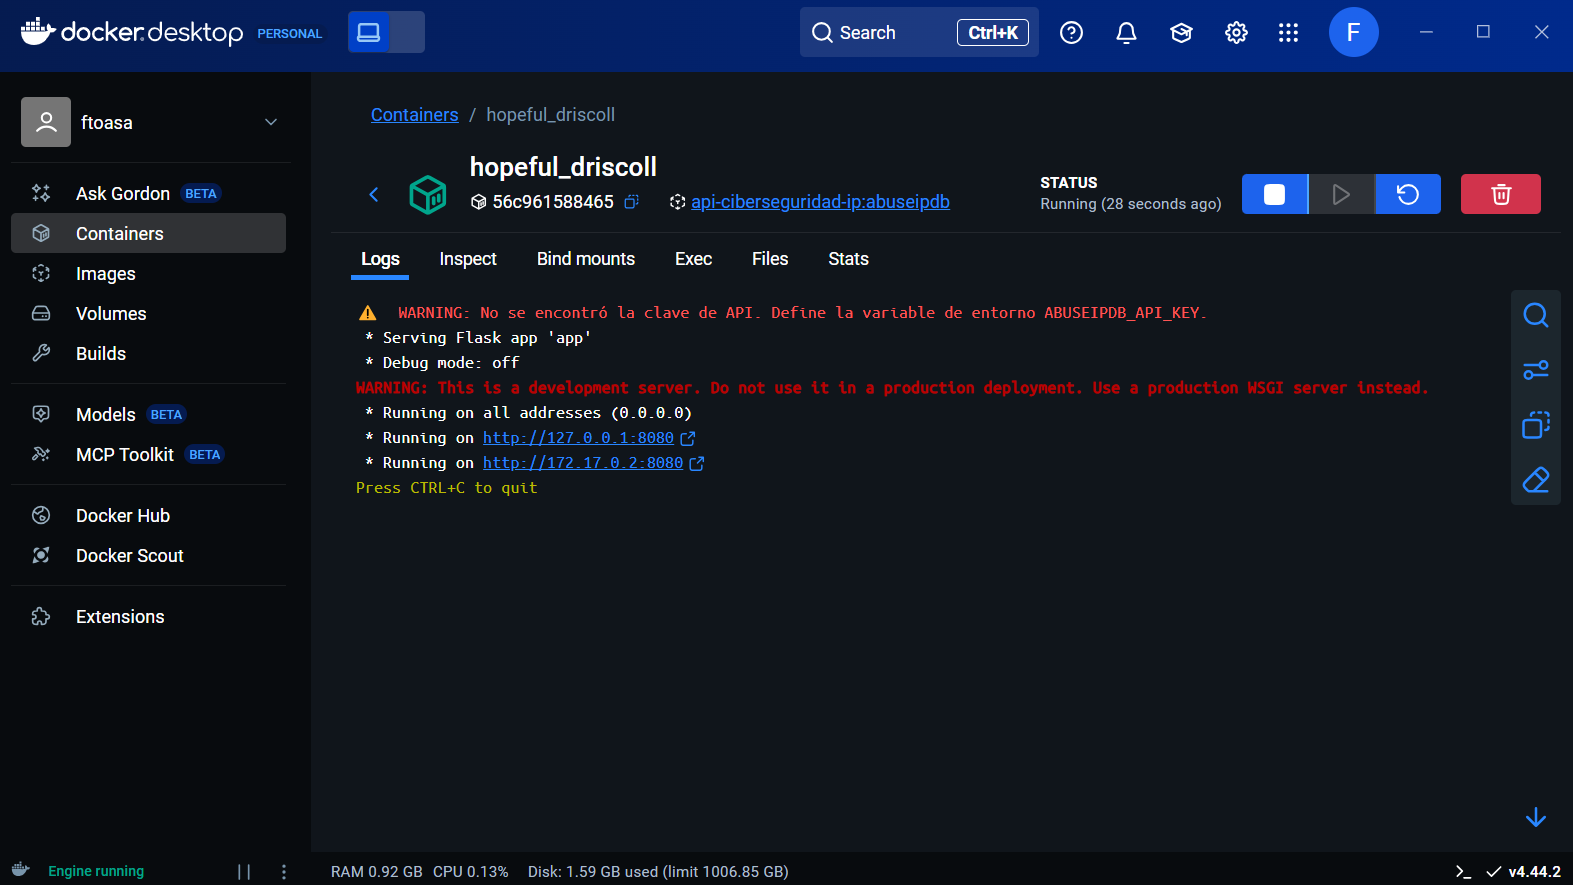 docker.desktop PERSONAL
Search Ctrl+K
F
ftoasa
Ask Gordon BETA
Containers
Images
Volumes
Builds
Models BETA
MCP Toolkit BETA
Docker Hub
Docker Scout
Extensions
Containers / hopeful_driscoll
hopeful_driscoll
56c961588465 api-ciberseguridad-ip:abuseipdb
STATUS
Running (28 seconds ago)
Logs Inspect Bind mounts Exec Files Stats
WARNING: No se encontró la clave de API. Define la variable de entorno ABUSEIPDB_API_KEY.
* Serving Flask app 'app'
* Debug mode: off
WARNING: This is a development server. Do not use it in a production deployment. Use a production WSGI server instead.
* Running on all addresses (0.0.0.0)
* Running on http://127.0.0.1:8080
* Running on http://172.17.0.2:8080
Press CTRL+C to quit
Engine running
RAM 0.92 GB CPU 0.13% Disk: 1.59 GB used (limit 1006.85 GB)
v4.44.2